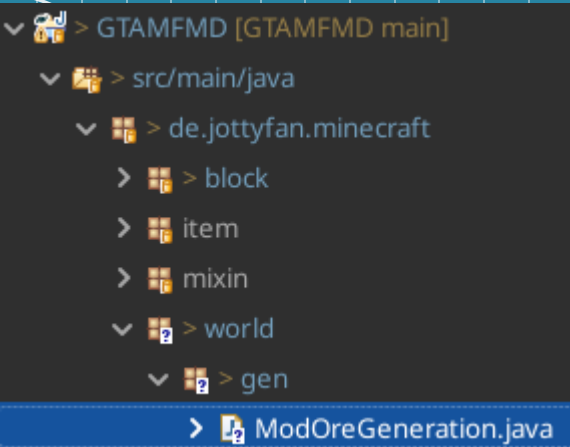 > GTAMFMD [GTAMFMD main]
> src/main/java
> de.jottyfan.minecraft
> block
item
mixin
> world
> gen
ModOreGeneration.java